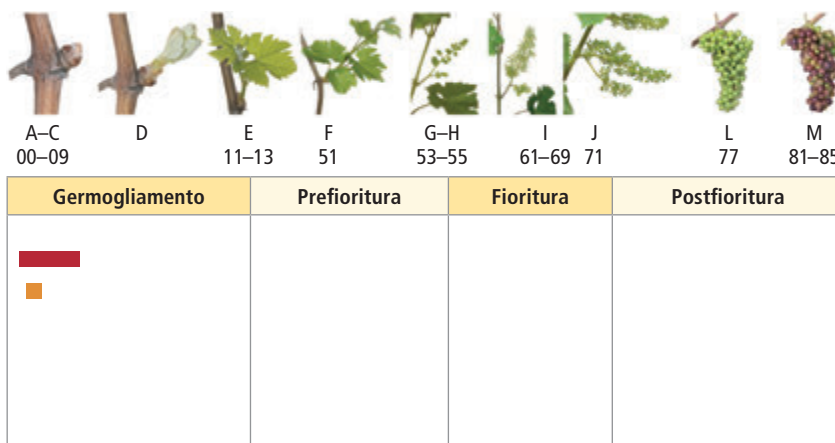 A–C D E F G–H I J L M
00–09 11–13 51 53–55 61–69 71 77 81–85
Germogliamento Prefioritura Fioritura Postfioritura